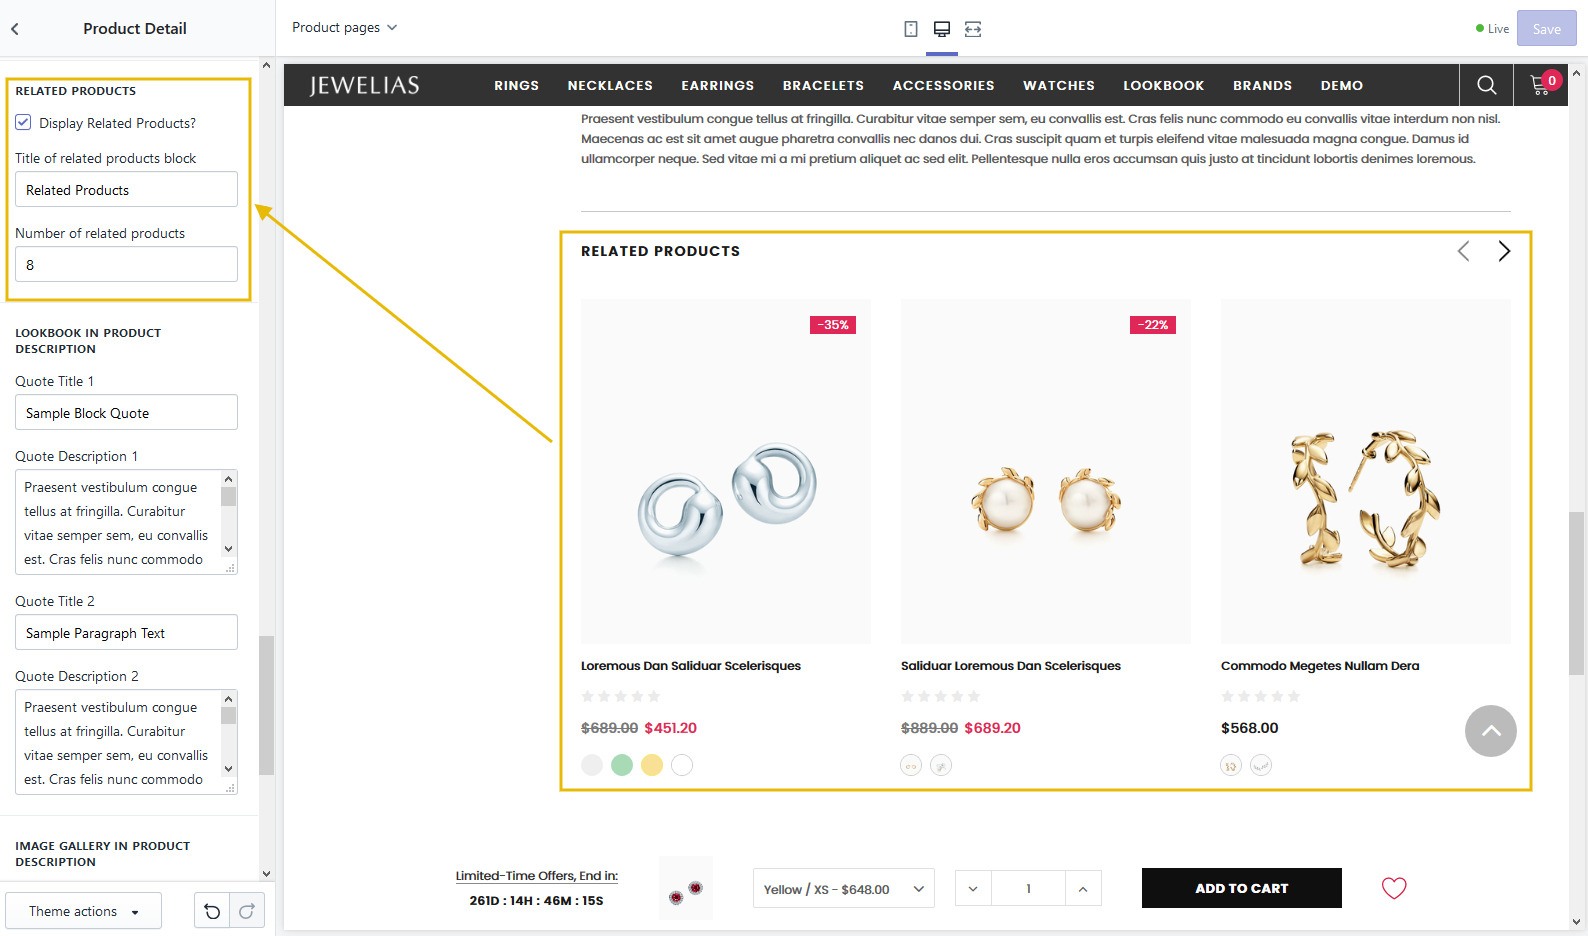 Product Detail
Product pages
Live
Save
RELATED PRODUCTS
Display Related Products?
Title of related products block
Related Products
Number of related products
8
LOOKBOOK IN PRODUCT
DESCRIPTION
Quote Title 1
Sample Block Quote
Quote Description 1
Praesent vestibulum congue
tellus at fringilla. Curabitur
vitae semper sem, eu convallis
est. Cras felis nunc commodo
Quote Title 2
Sample Paragraph Text
Quote Description 2
Praesent vestibulum congue
tellus at fringilla. Curabitur
vitae semper sem, eu convallis
est. Cras felis nunc commodo
IMAGE GALLERY IN PRODUCT
DESCRIPTION
Theme actions
JEWELIAS RINGS NECKLACES EARRINGS BRACELETS ACCESSORIES WATCHES LOOKBOOK BRANDS DEMO 0
Praesent vestibulum congue tellus at fringilla. Curabitur vitae semper sem, eu convallis est. Cras felis nunc commodo eu convallis vitae interdum non nisl.
Maecenas ac est sit amet augue pharetra convallis nec danos dui. Cras suscipit quam et turpis eleifend vitae malesuada magna congue. Damus id
ullamcorper neque. Sed vitae mi a mi pretium aliquet ac sed elit. Pellentesque nulla eros accumsan quis justo at tincidunt lobortis denimes loremous.
RELATED PRODUCTS
-35%
-22%
Loremous Dan Saliduar Scelerisques
$689.00 $451.20
Saliduar Loremous Dan Scelerisques
$889.00 $689.20
Commodo Megetes Nullam Dera
$568.00
Limited-Time Offers, End in:
261D : 14H : 46M : 15S
Yellow / XS - $648.00
1
ADD TO CART